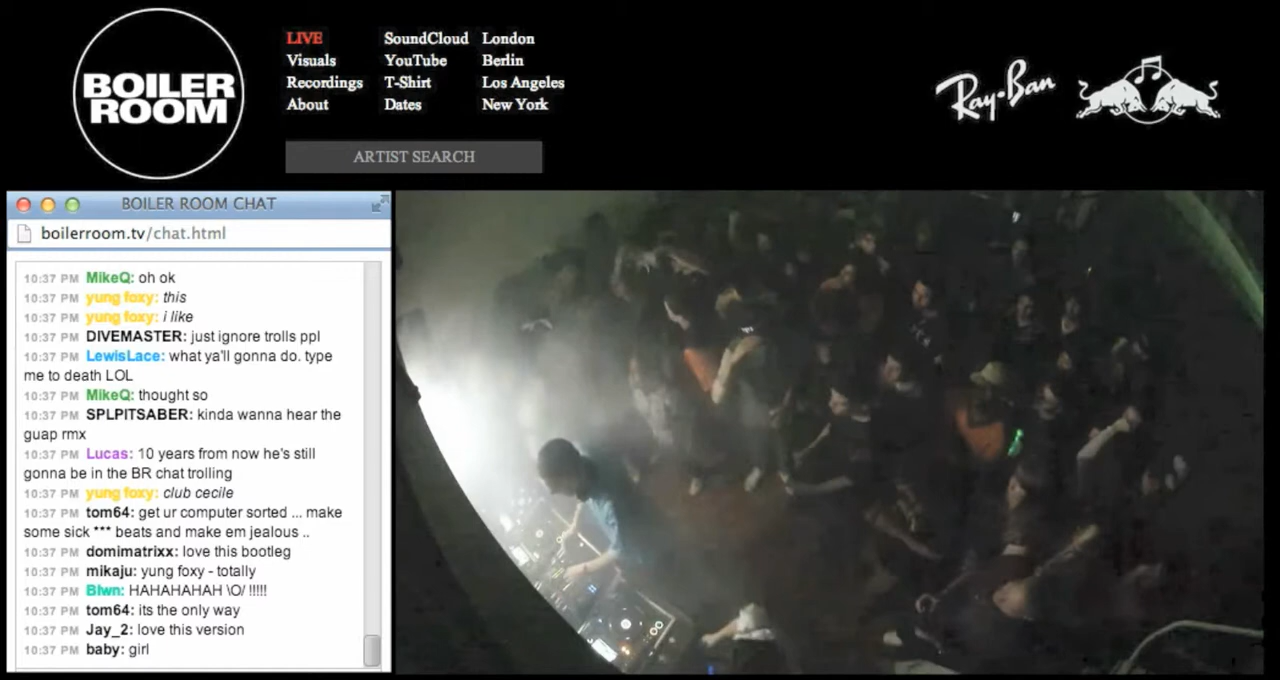 BOILER
ROOM
LIVE SoundCloud London
Visuals YouTube Berlin
Recordings T-Shirt Los Angeles
About Dates New York
ARTIST SEARCH
Ray-Ban
BOILER ROOM CHAT
boilerroom.tv/chat.html
10:37 PM MikeQ: oh ok
10:37 PM yung foxy: this
10:37 PM yung foxy: i like
10:37 PM DIVEMASTER: just ignore trolls ppl
10:37 PM LewisLace: what ya'll gonna do. type
me to death LOL
10:37 PM MikeQ: thought so
10:37 PM SPLPITSABER: kinda wanna hear the
guap rmx
10:37 PM Lucas: 10 years from now he's still
gonna be in the BR chat trolling
10:37 PM yung foxy: club cecile
10:37 PM tom64: get ur computer sorted ... make
some sick *** beats and make em jealous ..
10:37 PM domimatrixx: love this bootleg
10:37 PM mikaju: yung foxy - totally
10:37 PM Blwn: HAHAHAHAH \O/ !!!!!
10:37 PM tom64: its the only way
10:37 PM Jay_2: love this version
10:37 PM baby: girl